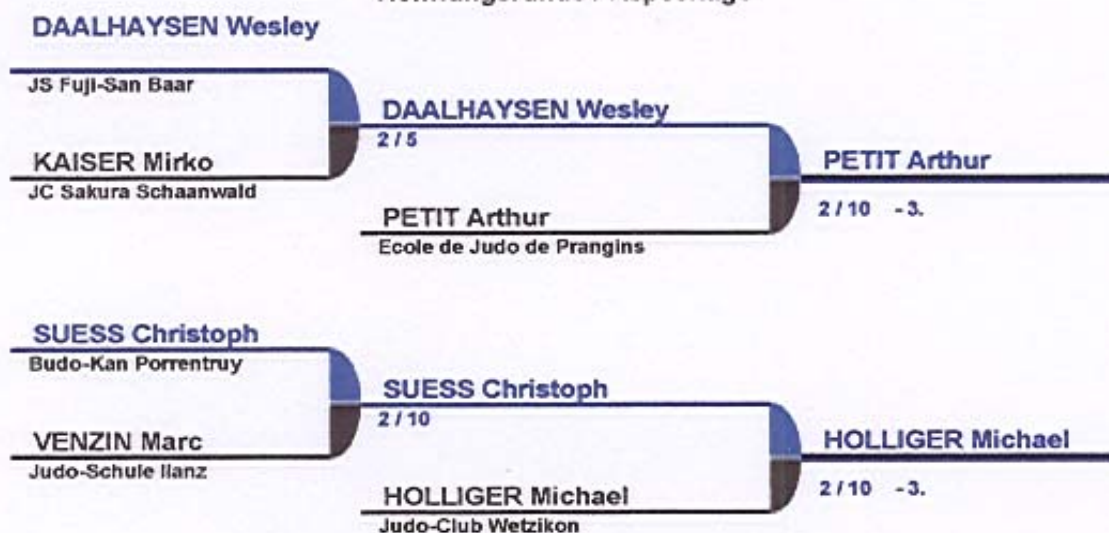 DAALHAYSEN Wesley
JS Fuji-San Baar
KAISER Mirko
JC Sakura Schaanwald
DAALHAYSEN Wesley
2 / 5
PETIT Arthur
Ecole de Judo de Prangins
PETIT Arthur
2 / 10 - 3.
SUESS Christoph
Budo-Kan Porrentruy
VENZIN Marc
Judo-Schule Ilanz
SUESS Christoph
2 / 10
HOLLIGER Michael
Judo-Club Wetzikon
HOLLIGER Michael
2 / 10 - 3.